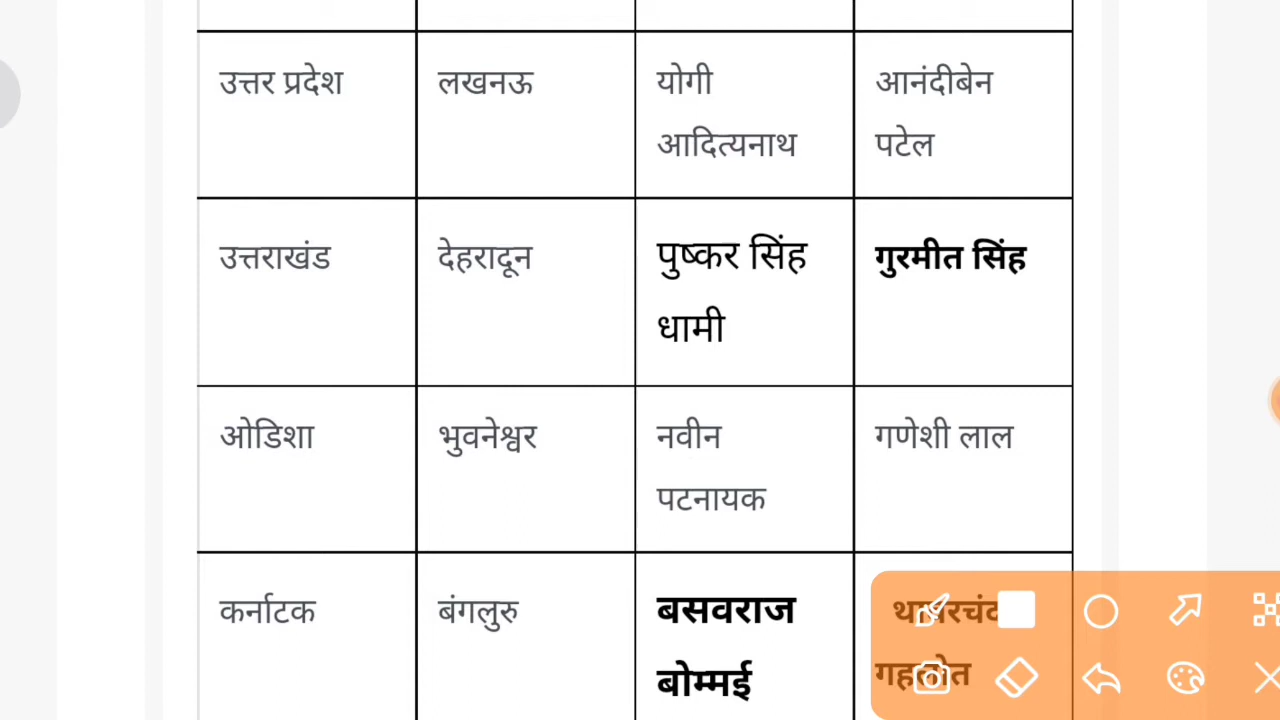 उत्तर प्रदेश लखनऊ योगी आनंदीबेन
आदित्यनाथ पटेल
उत्तराखंड देहरादून पुष्कर सिंह गुरमीत सिंह
धामी
ओडिशा भुवनेश्वर नवीन गणेशी लाल
पटनायक
कर्नाटक बंगलुरु बसवराज
बोम्मई